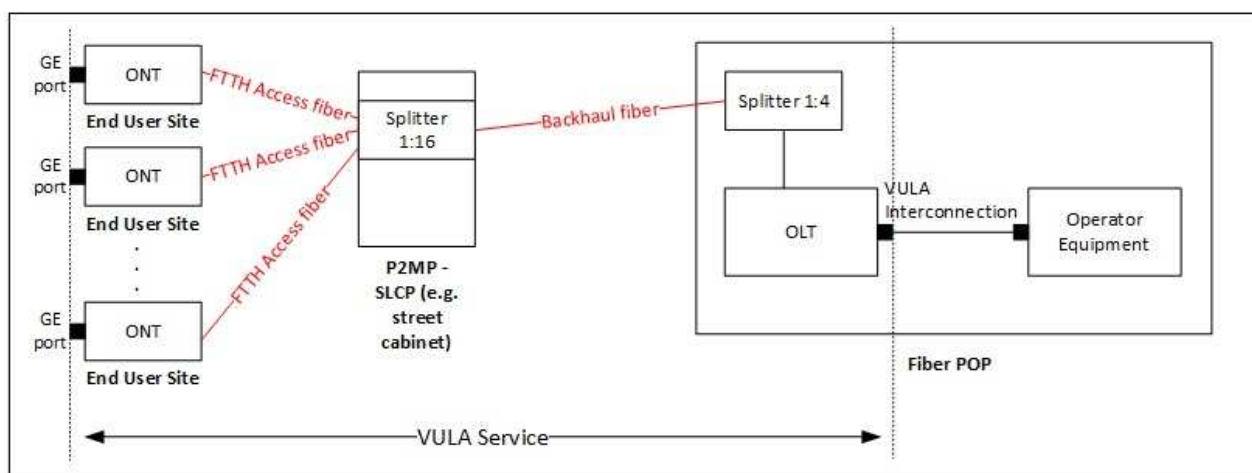 GE
port
ONT
End User Site
FTTH Access fiber
GE
port
ONT
End User Site
FTTH Access fiber
.
.
.
GE
port
ONT
End User Site
FTTH Access fiber
Splitter
1:16
P2MP -
SLCP (e.g.
street
cabinet)
Backhaul fiber
Splitter 1:4
OLT
VULA
Interconnection
Operator
Equipment
Fiber POP
VULA Service